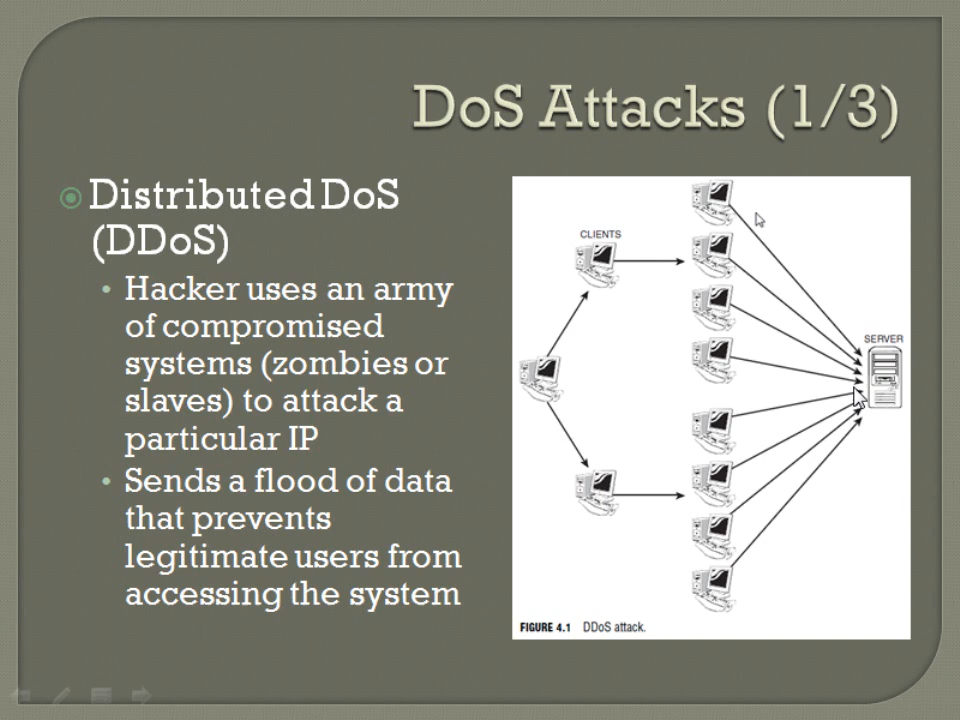 DoS Attacks (1/3)
Distributed DoS
(DDoS)
Hacker uses an army
of compromised
systems (zombies or
slaves) to attack a
particular IP
Sends a flood of data
that prevents
legitimate users from
accessing the system
CLIENTS
SERVER
FIGURE 4.1 DDoS attack.